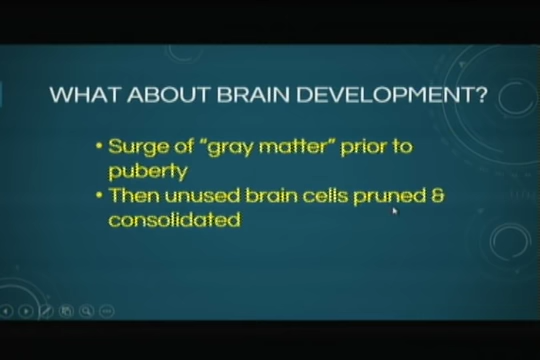 WHAT ABOUT BRAIN DEVELOPMENT?
• Surge of "gray matter" prior to
puberty
• Then unused brain cells pruned &
consolidated